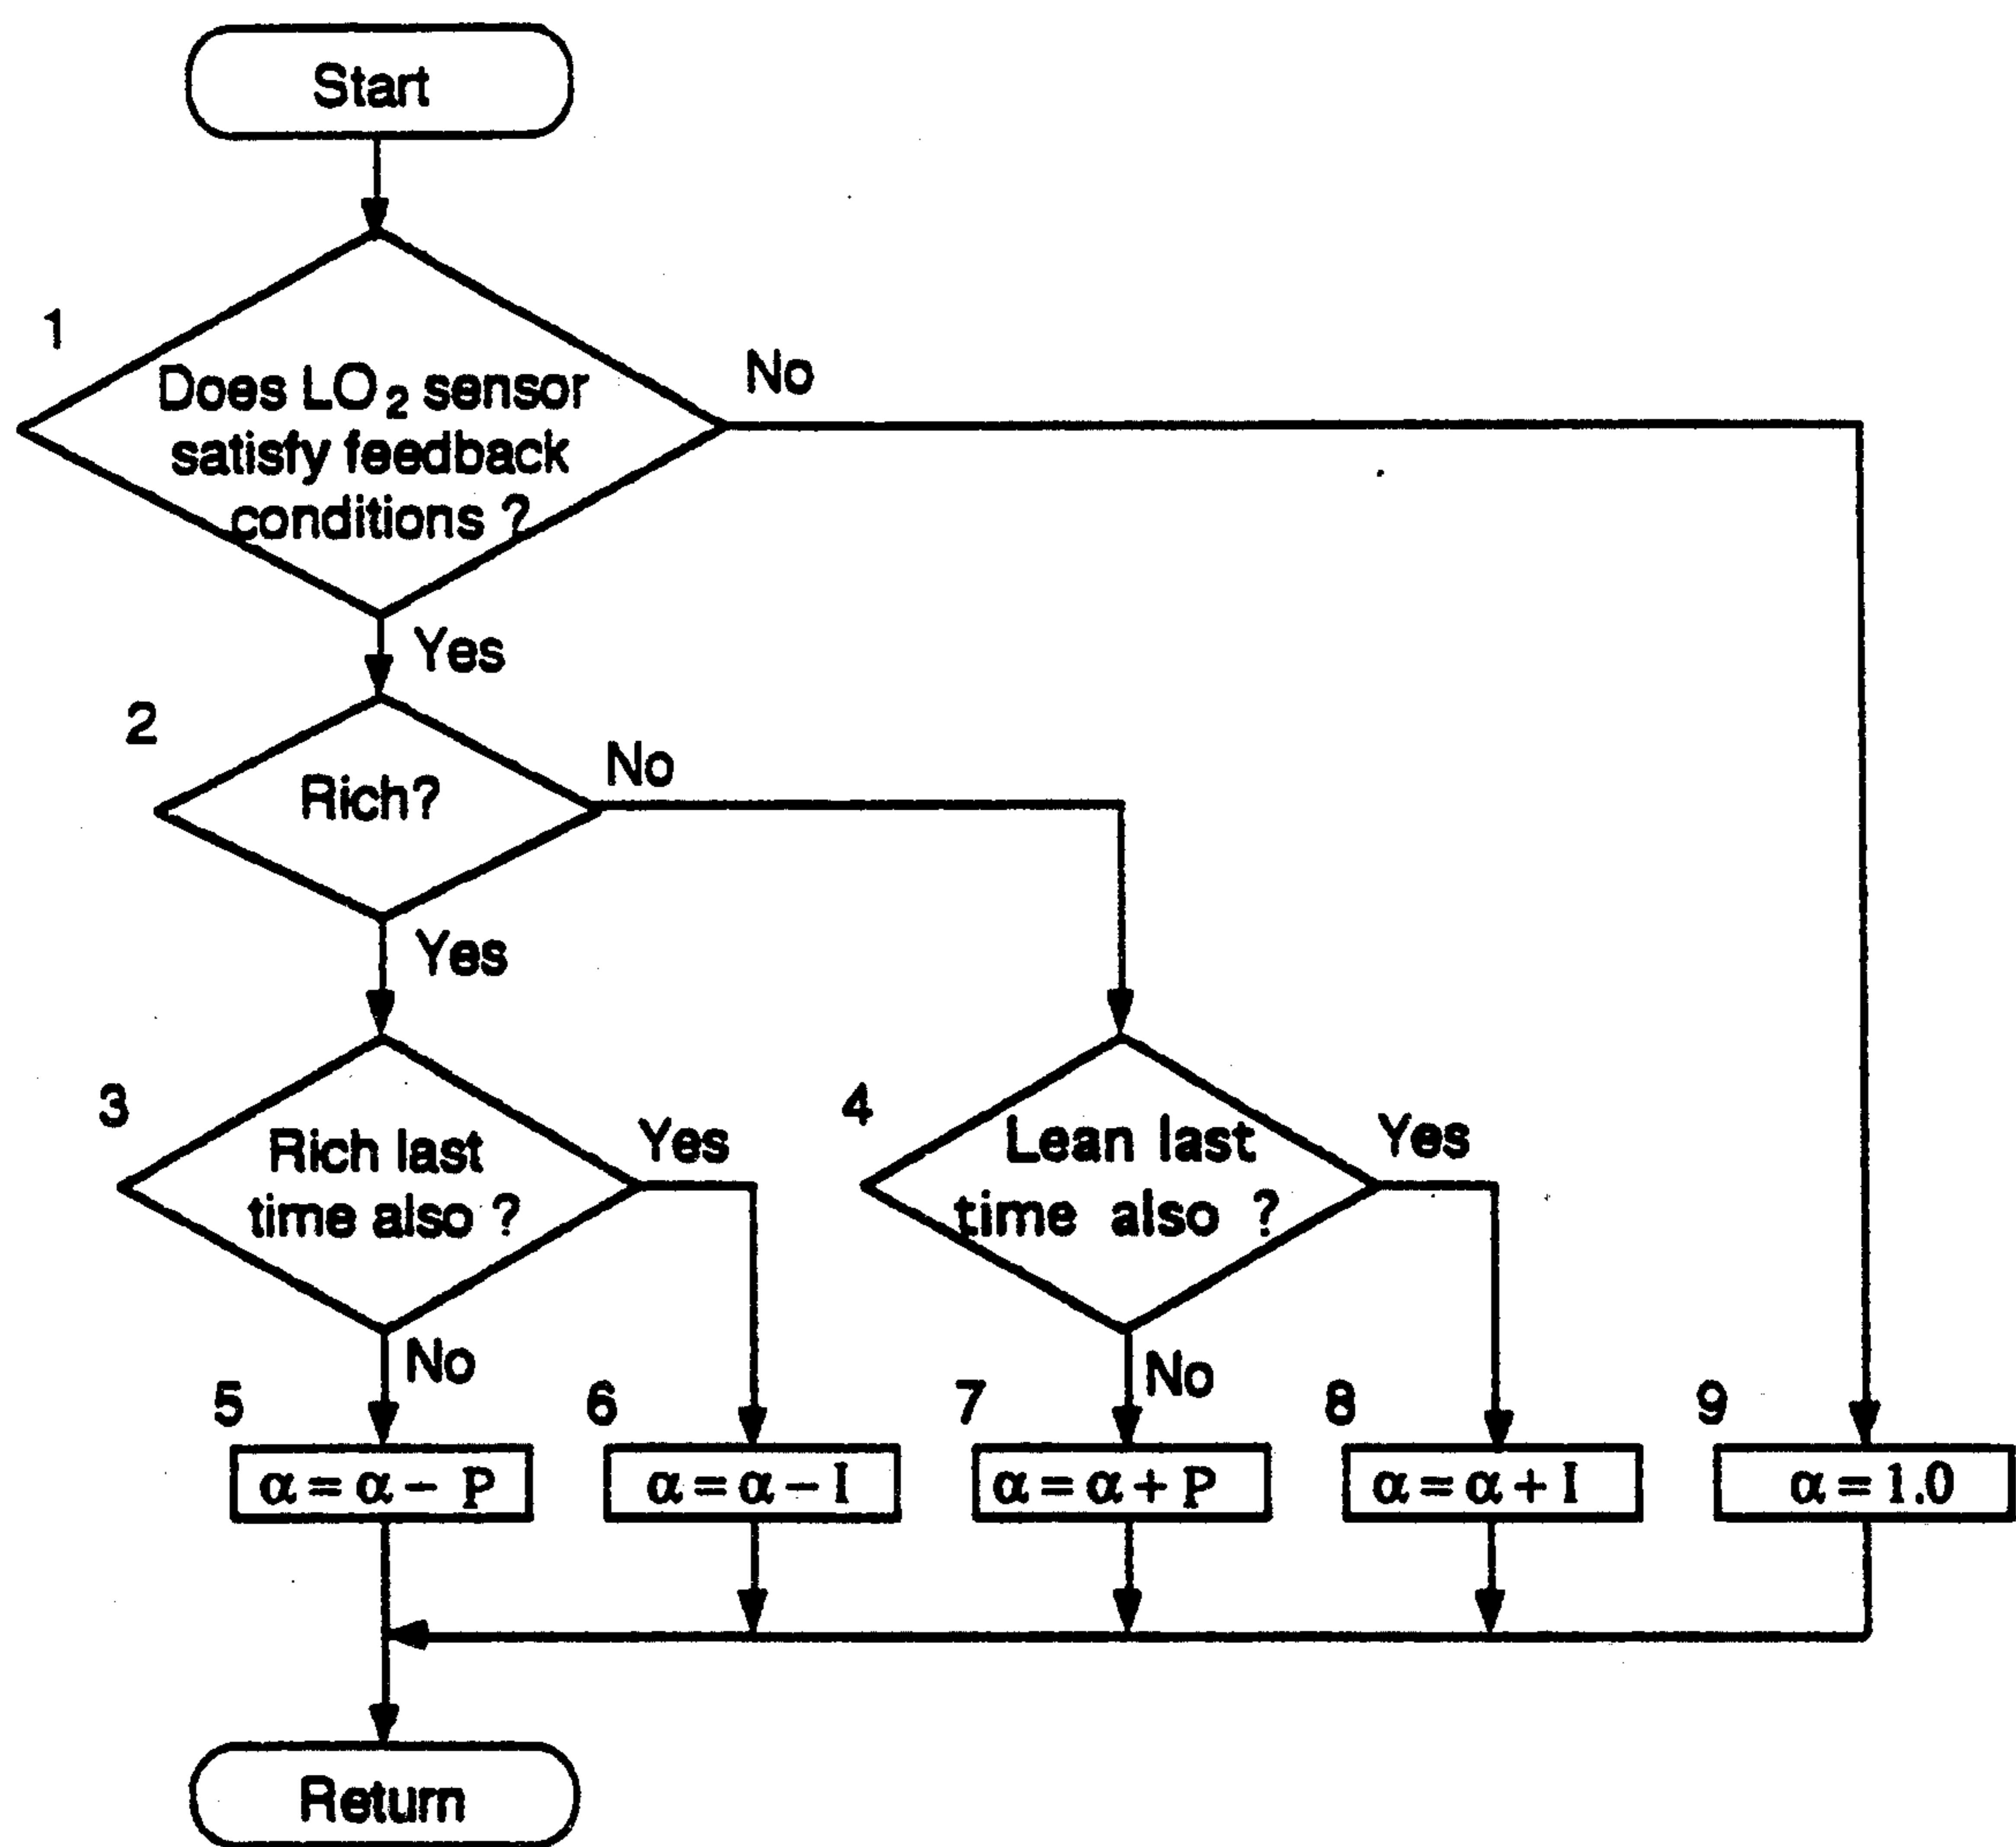 Start
1
Does LO₂ sensor
satisfy feedback
conditions ?
No
Yes
2
Rich?
No
Yes
3
Rich last
time also ?
Yes
No
4
Lean last
time also ?
Yes
No
5
α = α - P
6
α = α - I
7
α = α + P
8
α = α + I
9
α = 1.0
Return